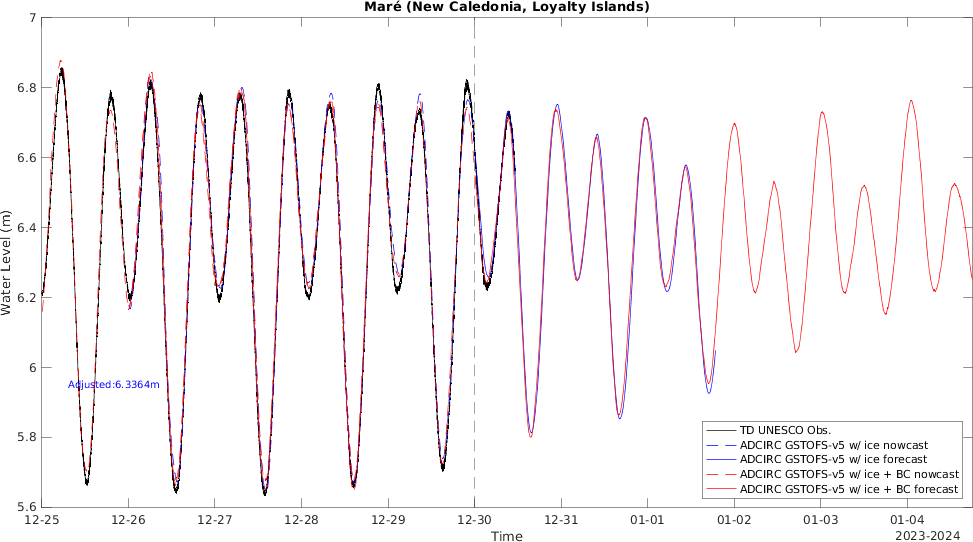 Maré (New Caledonia, Loyalty Islands)
7
6.8
6.6
6.4
6.2
6
5.8
5.6
Water Level (m)
Adjusted:6.3364m
TD UNESCO Obs.
ADCIRC GSTOFS-v5 w/ ice nowcast
ADCIRC GSTOFS-v5 w/ ice forecast
ADCIRC GSTOFS-v5 w/ ice + BC nowcast
ADCIRC GSTOFS-v5 w/ ice + BC forecast
12-25 12-26 12-27 12-28 12-29 12-30 12-31 01-01 01-02 01-03 01-04
Time
2023-2024